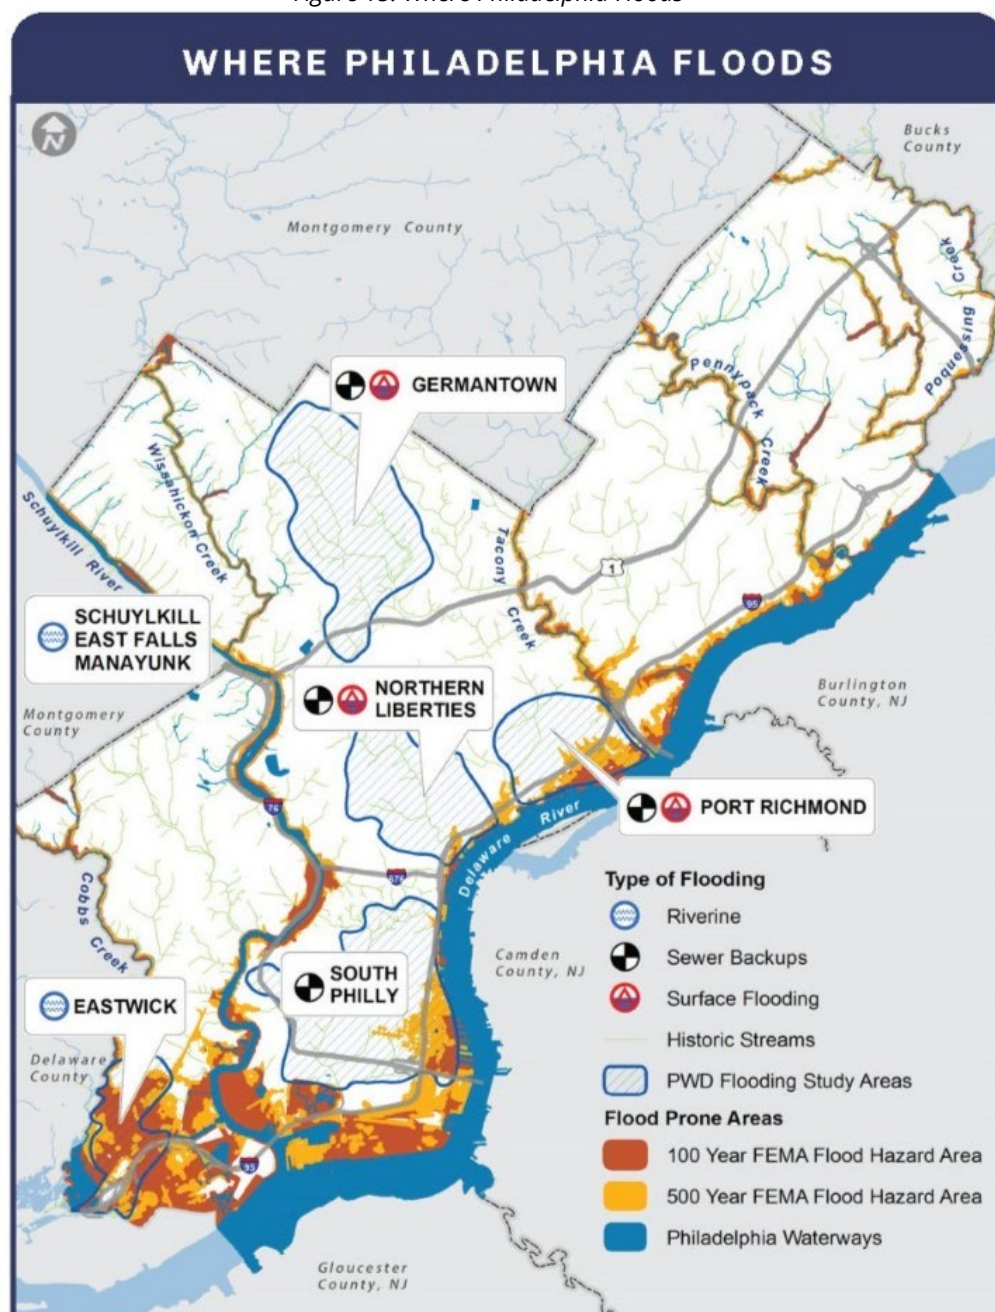 Figure 13: Where Philadelphia Floods
WHERE PHILADELPHIA FLOODS
N
Bucks
County
Montgomery County
Poquessing Creek
Pennypack Creek
GERMANTOWN
Wissahickon Creek
Schuylkill River
Tacony Creek
1
95
SCHUYLKILL
EAST FALLS
MANAYUNK
NORTHERN
LIBERTIES
Burlington
County, NJ
Montgomery
County
76
PORT RICHMOND
Delaware River
676
Cobbs Creek
Type of Flooding
Riverine
Sewer Backups
Surface Flooding
Historic Streams
PWD Flooding Study Areas
Camden
County, NJ
SOUTH
PHILLY
EASTWICK
Delaware
County
95
Flood Prone Areas
100 Year FEMA Flood Hazard Area
500 Year FEMA Flood Hazard Area
Philadelphia Waterways
Gloucester
County, NJ